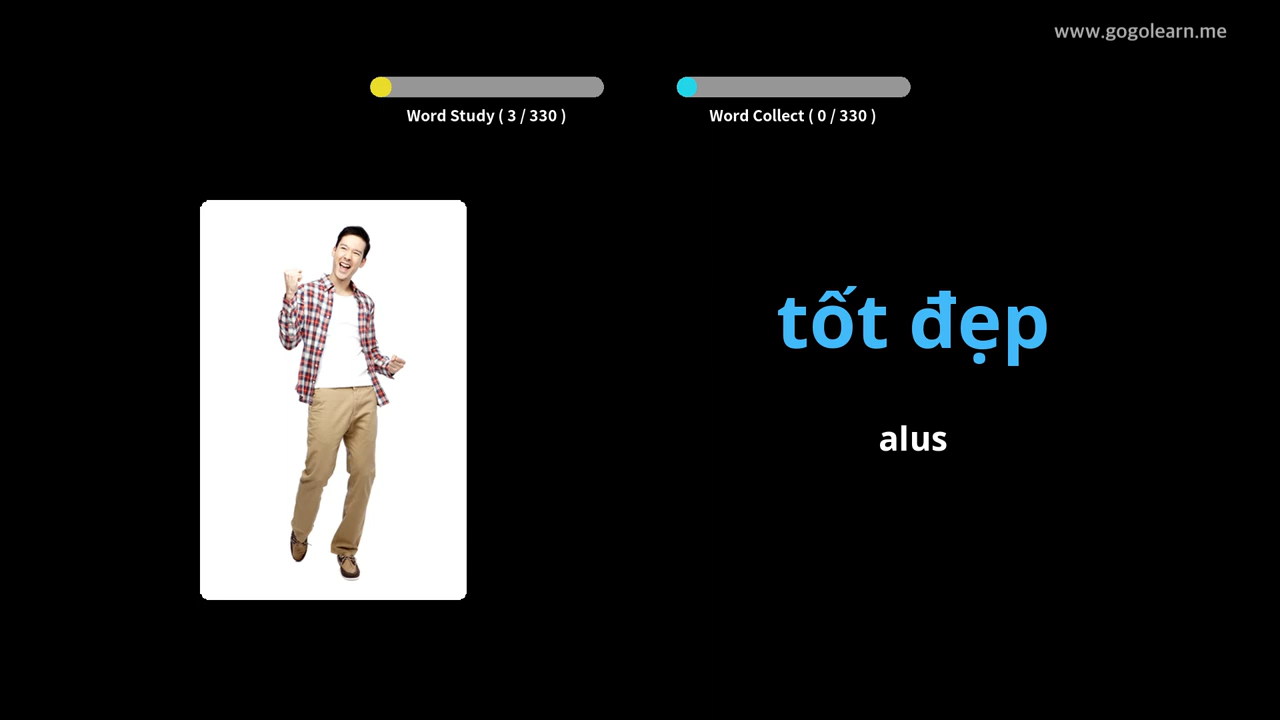 www.gogolearn.me
Word Study ( 3 / 330 )
Word Collect ( 0 / 330 )
tốt đẹp
alus